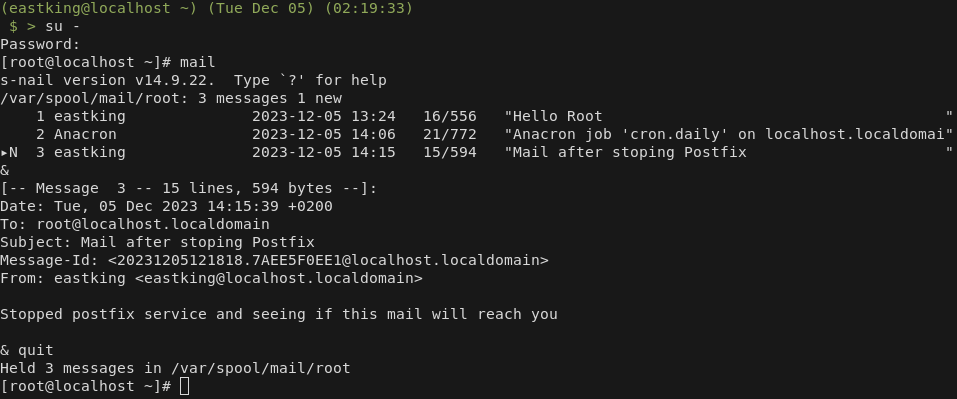 (eastking@localhost ~) (Tue Dec 05) (02:19:33)
$ > su -
Password:
[root@localhost ~]# mail
s-nail version v14.9.22.  Type `?' for help
/var/spool/mail/root: 3 messages 1 new
    1 eastking              2023-12-05 13:24   16/556   "Hello Root                                      "
    2 Anacron               2023-12-05 14:06   21/772   "Anacron job 'cron.daily' on localhost.localdomai"
▸N  3 eastking              2023-12-05 14:15   15/594   "Mail after stoping Postfix                      "
&
[-- Message  3 -- 15 lines, 594 bytes --]:
Date: Tue, 05 Dec 2023 14:15:39 +0200
To: root@localhost.localdomain
Subject: Mail after stoping Postfix
Message-Id: <20231205121818.7AEE5F0EE1@localhost.localdomain>
From: eastking <eastking@localhost.localdomain>

Stopped postfix service and seeing if this mail will reach you

& quit
Held 3 messages in /var/spool/mail/root
[root@localhost ~]#